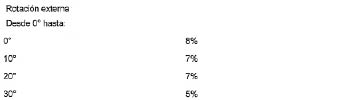 Rotación externa
Desde 0° hasta:
0° 8%
10° 7%
20° 7%
30° 5%